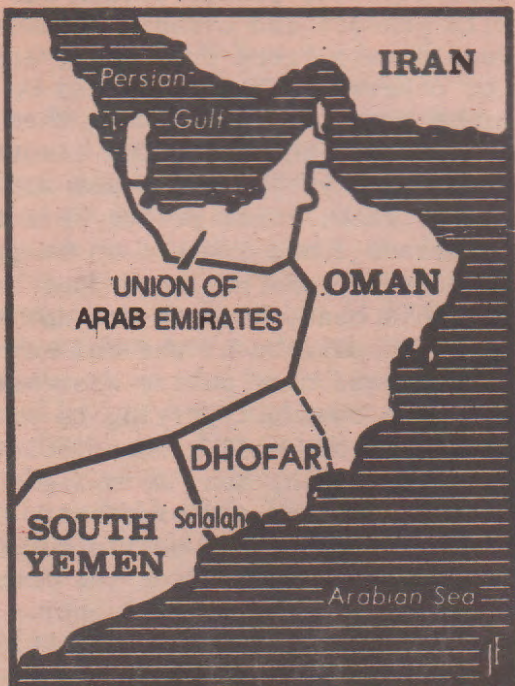 IRAN
Persian
Gulf
UNION OF
ARAB EMIRATES
OMAN
DHOFAR
Salalah
SOUTH
YEMEN
Arabian Sea